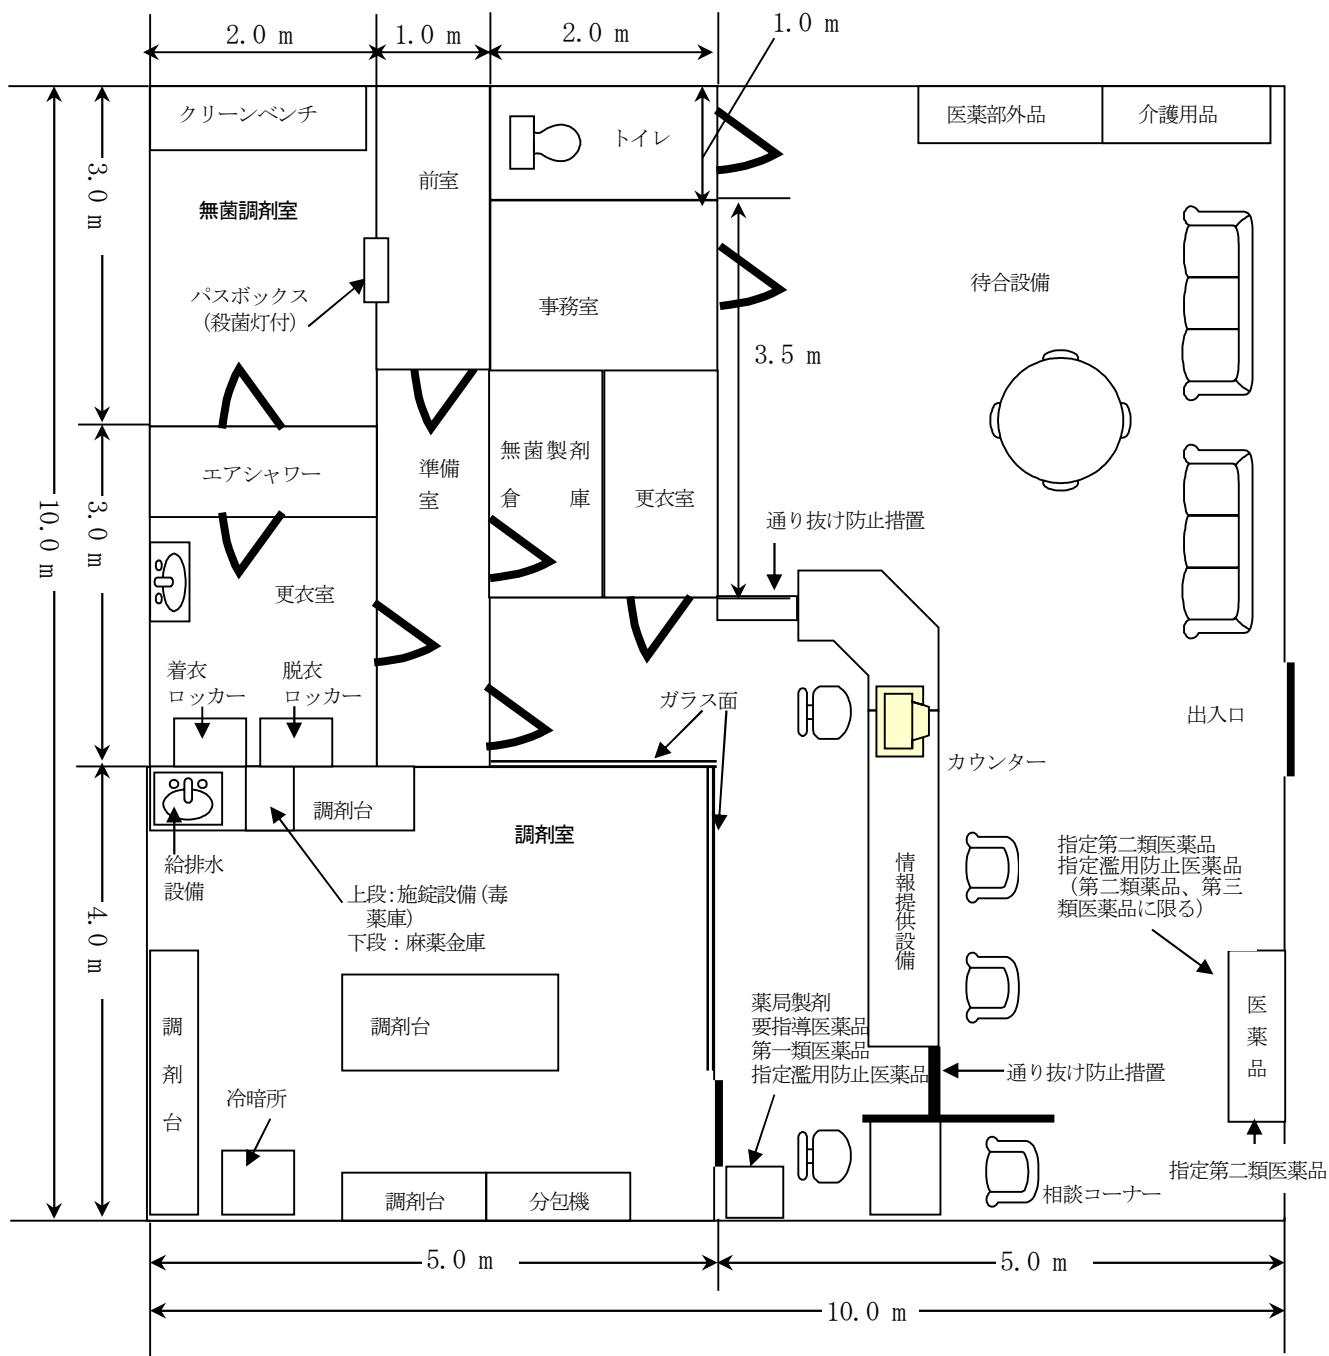 2.0 m
1.0 m
2.0 m
1.0 m
クリーンベンチ
トイレ
医薬部外品
介護用品
前室
3.0 m
無菌調剤室
待合設備
パスボックス
(殺菌灯付)
事務室
3.5 m
無菌製剤
倉 庫
更衣室
準備
室
エアシャワー
10.0 m
3.0 m
通り抜け防止措置
更衣室
着衣
ロッカー
脱衣
ロッカー
ガラス面
出入口
カウンター
調剤台
調剤室
給排水
設備
上段:施錠設備(毒
薬庫)
下段:麻薬金庫
4.0 m
情報提供設備
指定第二類医薬品
指定濫用防止医薬品
(第二類薬品、第三
類医薬品に限る)
調剤台
調剤台
薬局製剤
要指導医薬品
第一類医薬品
指定濫用防止医薬品
医薬品
通り抜け防止措置
冷暗所
調剤台
分包機
相談コーナー
指定第二類医薬品
5.0 m
5.0 m
10.0 m